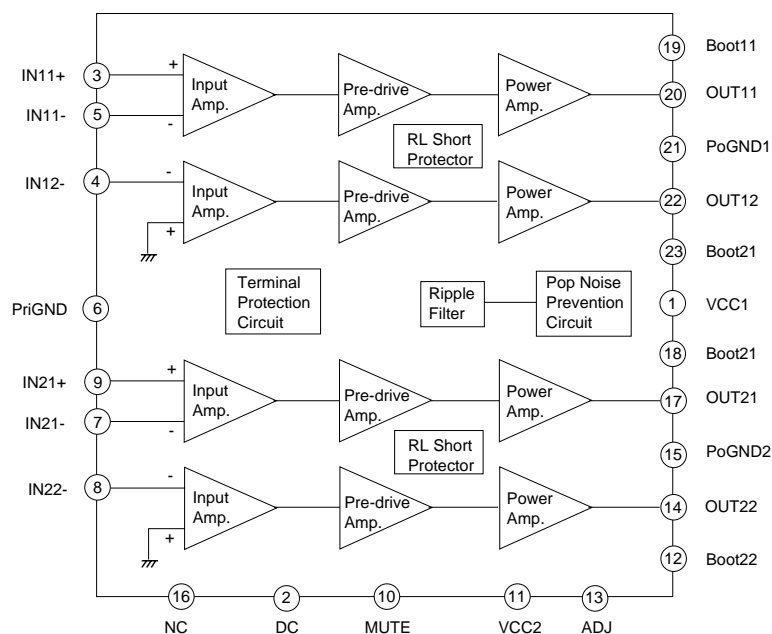 19 Boot11
IN11+ 3 + Input Amp. Pre-drive Amp. Power Amp. 20 OUT11
IN11- 5 -
RL Short
Protector
21 PoGND1
IN12- 4 - Input Amp. Pre-drive Amp. Power Amp. 22 OUT12
+
23 Boot21
Terminal
Protection
Circuit
Ripple
Filter
Pop Noise
Prevention
Circuit
PriGND 6
1 VCC1
18 Boot21
IN21+ 9 + Input Amp. Pre-drive Amp. Power Amp. 17 OUT21
IN21- 7 -
RL Short
Protector
15 PoGND2
IN22- 8 - Input Amp. Pre-drive Amp. Power Amp. 14 OUT22
+
12 Boot22
16 2 10 11 13
NC DC MUTE VCC2 ADJ